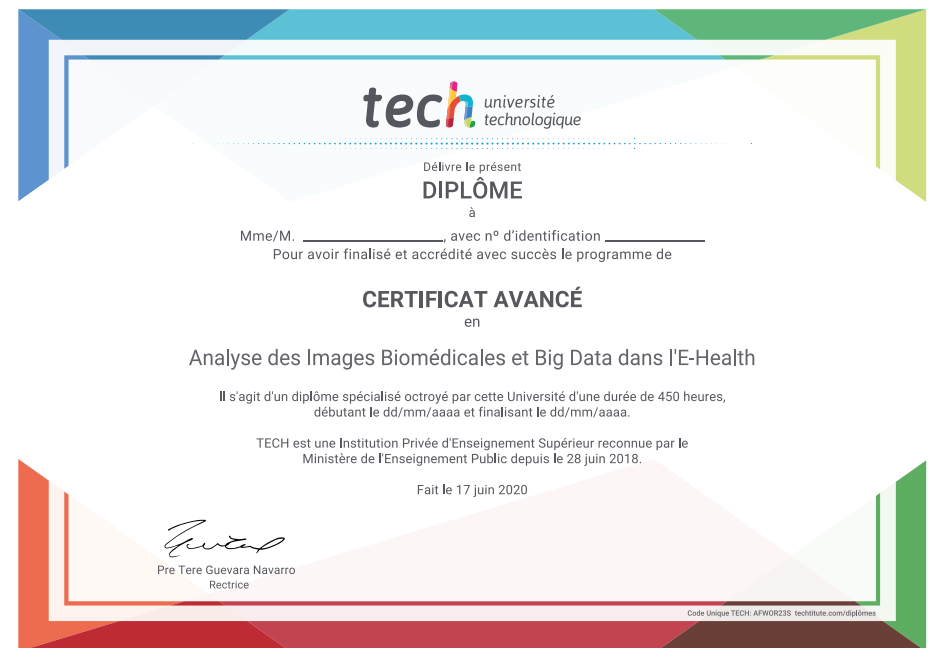 tech université
technologique
Délivre le présent
DIPLÔME
à
Mme/M. ____________________, avec nº d'identification ______________
Pour avoir finalisé et accrédité avec succès le programme de
CERTIFICAT AVANCÉ
en
Analyse des Images Biomédicales et Big Data dans l'E-Health
Il s'agit d'un diplôme spécialisé octroyé par cette Université d'une durée de 450 heures,
débutant le dd/mm/aaaa et finalisant le dd/mm/aaaa.
TECH est une Institution Privée d'Enseignement Supérieur reconnue par le
Ministère de l'Enseignement Public depuis le 28 juin 2018.
Fait le 17 juin 2020
Pre Tere Guevara Navarro
Rectrice
Code Unique TECH: AFWOR23S techtitute.com/diplômes